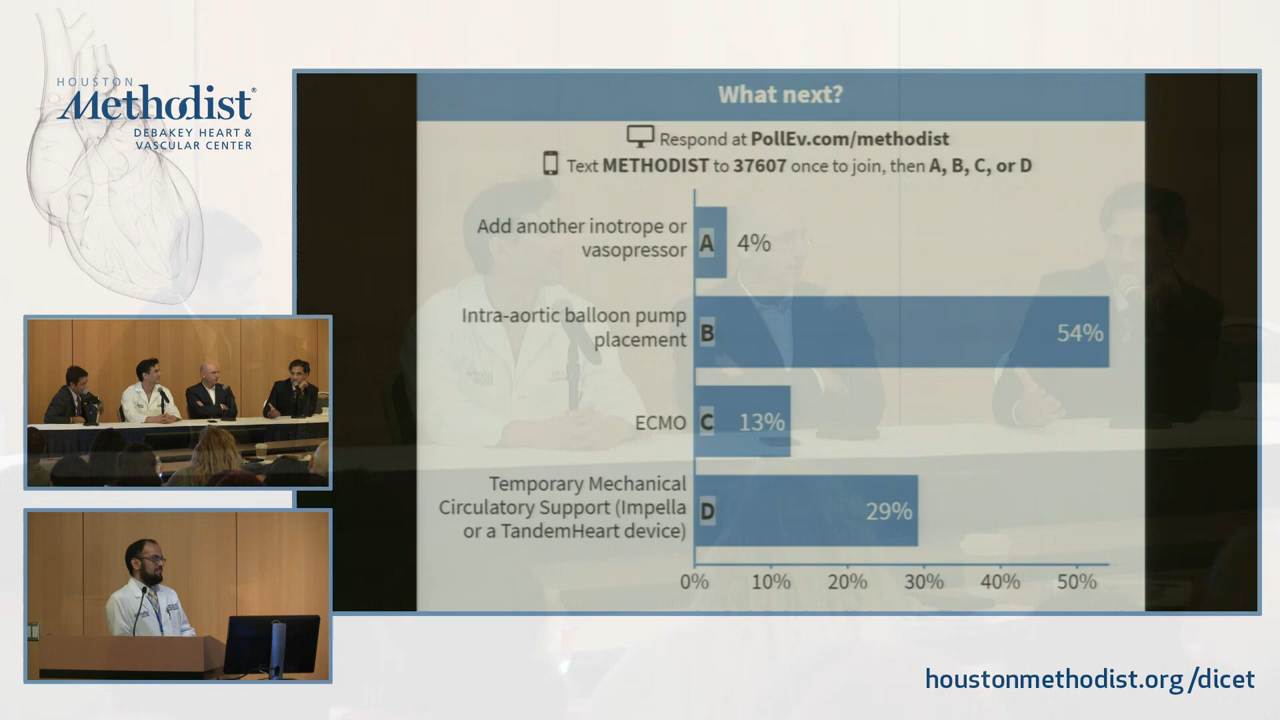 HOUSTON
Methodist®
DEBAKEY HEART &
VASCULAR CENTER
What next?
Respond at PollEv.com/methodist
Text METHODIST to 37607 once to join, then A, B, C, or D
Add another inotrope or
vasopressor
A
4%
Intra-aortic balloon pump
placement
B
54%
ECMO
C
13%
Temporary Mechanical
Circulatory Support (Impella
or a TandemHeart device)
D
29%
0% 10% 20% 30% 40% 50%
houstonmethodist.org/dicet